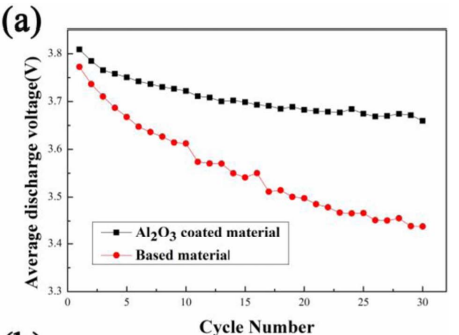 (a)
Average discharge voltage(V)
3.8
3.7
3.6
3.5
3.4
3.3
Al2O3 coated material
Based material
0 5 10 15 20 25 30
Cycle Number